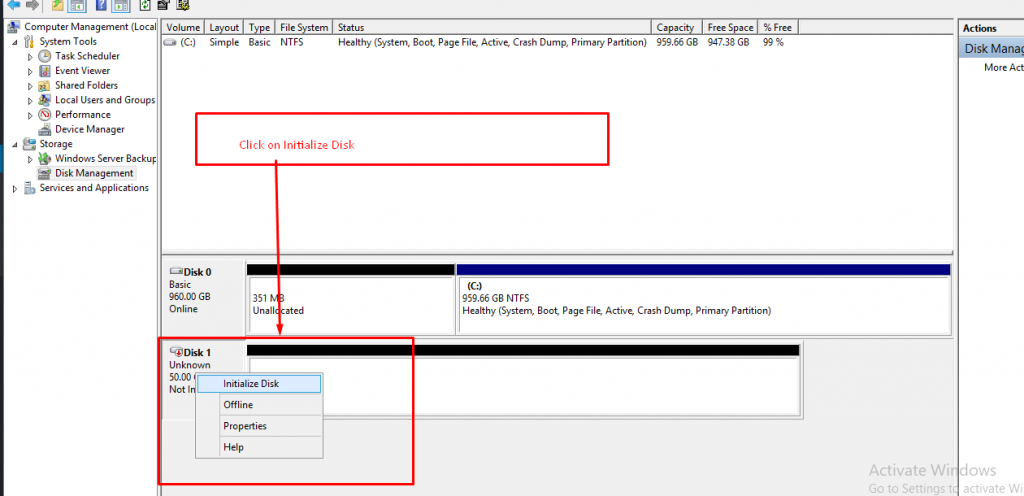 Computer Management (Local
System Tools
Task Scheduler
Event Viewer
Shared Folders
Local Users and Groups
Performance
Device Manager
Storage
Windows Server Backup
Disk Management
Services and Applications
Volume Layout Type File System Status Capacity Free Space % Free
(C:) Simple Basic NTFS Healthy (System, Boot, Page File, Active, Crash Dump, Primary Partition) 959.66 GB 947.38 GB 99 %
Click on Initialize Disk
Disk 0
Basic
960.00 GB
Online
351 MB
Unallocated
(C:)
959.66 GB NTFS
Healthy (System, Boot, Page File, Active, Crash Dump, Primary Partition)
Disk 1
Unknown
50.00
Not In
Initialize Disk
Offline
Properties
Help
Actions
Disk Manag
More Act
Activate Windows
Go to Settings to activate Wi